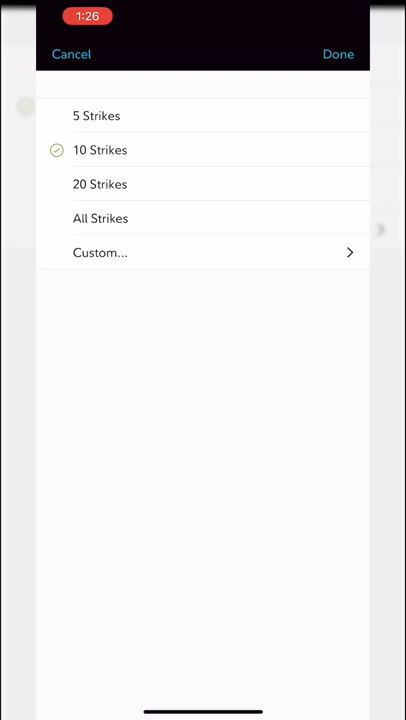 1:26
Cancel
Done
5 Strikes
10 Strikes
20 Strikes
All Strikes
Custom...